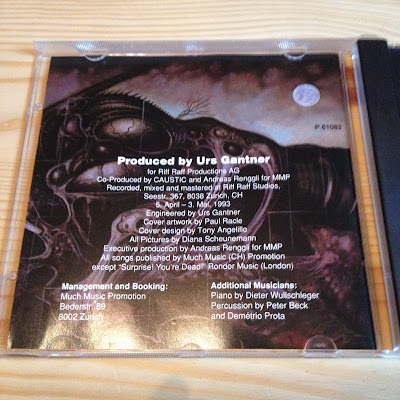 P 01002
Produced by Urs Gantner
for Riff Raff Productions AG
Co-Produced by CAUSTIC and Andreas Renggli for MMP
Recorded, mixed and mastered at Riff Raff Studios,
Seestr. 367, 8038 Zurich, CH
5. April – 3. Mai, 1993
Engineered by Urs Gantner
Cover artwork by Paul Racle
Cover design by Tony Angelillo
All Pictures by Diana Scheunemann
Executive production by Andreas Renggli for MMP
All songs published by Much Music (CH) Promotion
except "Surprise! You're Dead!" Rondor Music (London)
Management and Booking:
Much Music Promotion
Bederstr. 89
8002 Zurich
Additional Musicians:
Piano by Dieter Wullschleger
Percussion by Peter Beck
and Demétrio Prota